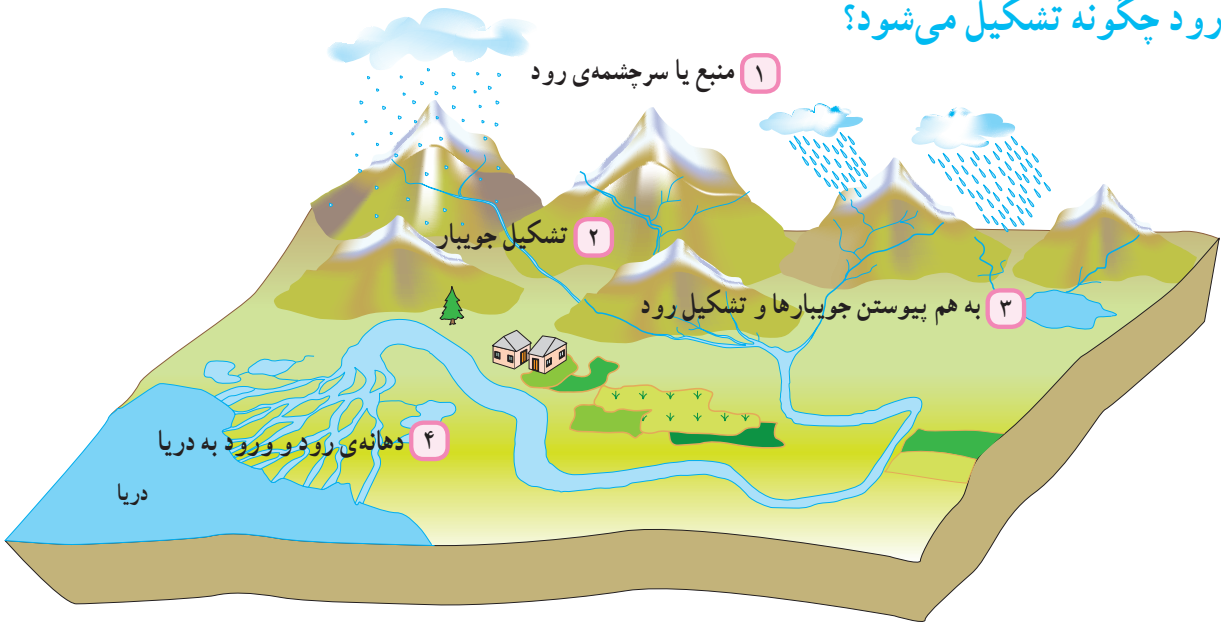 رود چگونه تشکیل می‌شود؟
۱ منبع یا سرچشمه‌ی رود
۲ تشکیل جویبار
۳ به هم پیوستن جویبارها و تشکیل رود
۴ دهانه‌ی رود و ورود به دریا
دریا